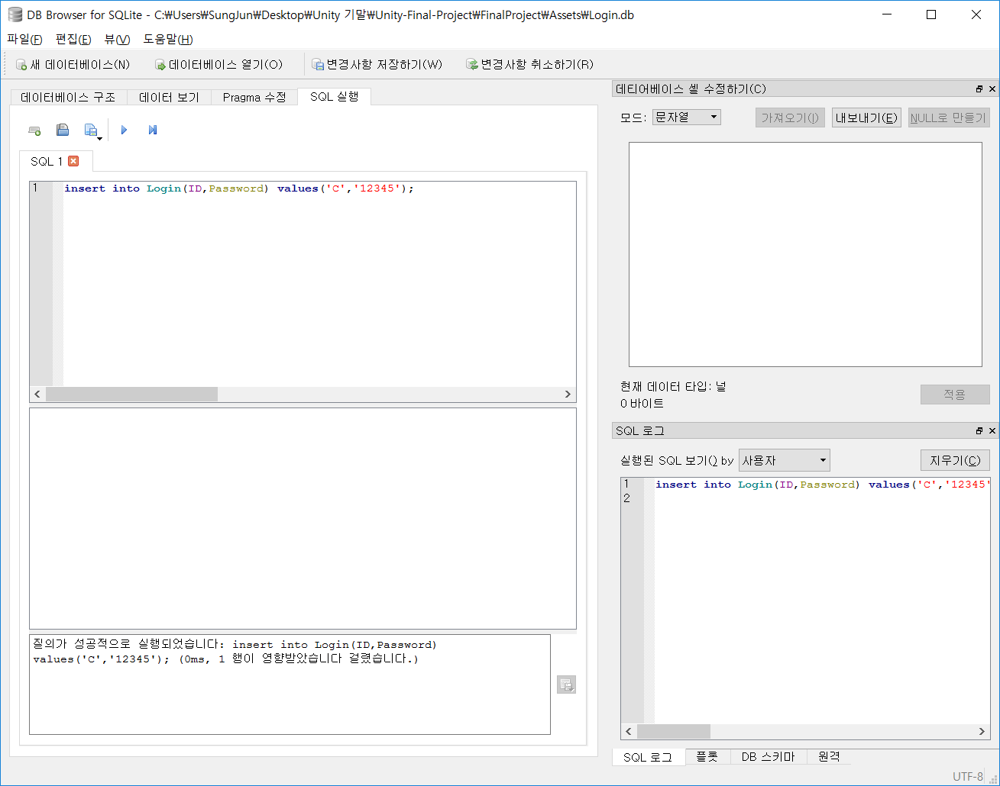 DB Browser for SQLite - C:₩Users₩SungJun₩Desktop₩Unity 기말₩Unity-Final-Project₩FinalProject₩Assets₩Login.db
파일(F) 편집(E) 뷰(V) 도움말(H)
새 데이터베이스(N) 데이터베이스 열기(O) 변경사항 저장하기(W) 변경사항 취소하기(R)
데이터베이스 구조 데이터 보기 Pragma 수정 SQL 실행
SQL 1
1 insert into Login(ID,Password) values('C','12345');
질의가 성공적으로 실행되었습니다: insert into Login(ID,Password)
values('C','12345'); (0ms, 1 행이 영향받았습니다 걸렸습니다.)
데티어베이스 셀 수정하기(C)
모드: 문자열 가져오기(I) 내보내기(E) NULL로 만들기
현재 데이터 타입: 널
0 바이트
적용
SQL 로그
실행된 SQL 보기() by 사용자 지우기(C)
1 insert into Login(ID,Password) values('C','12345'
2
SQL 로그 플롯 DB 스키마 원격
UTF-8